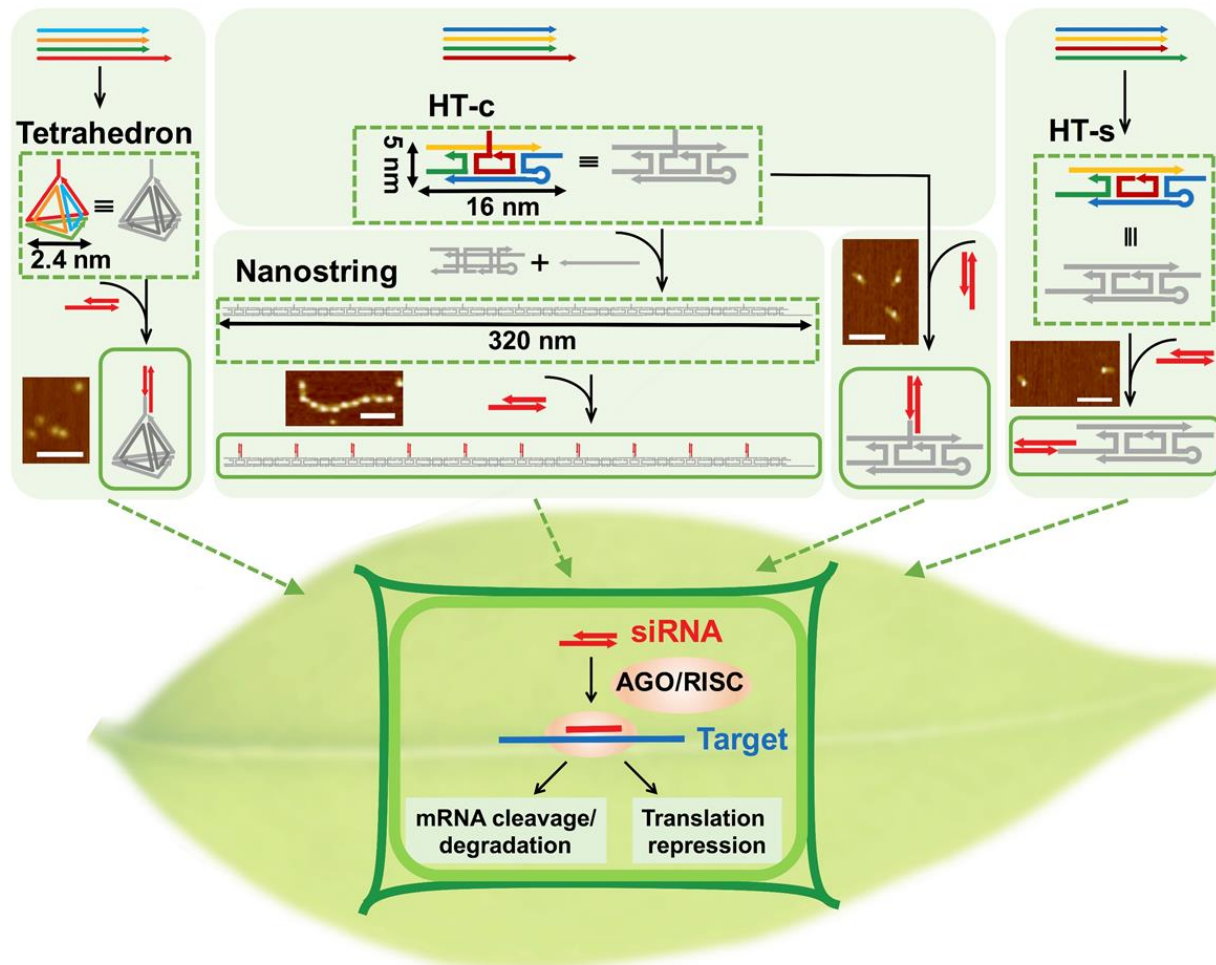 Tetrahedron
≡
2.4 nm
HT-c
5 nm
≡
16 nm
Nanostring
+
320 nm
HT-s
≡
siRNA
AGO/RISC
Target
mRNA cleavage/
degradation
Translation
repression